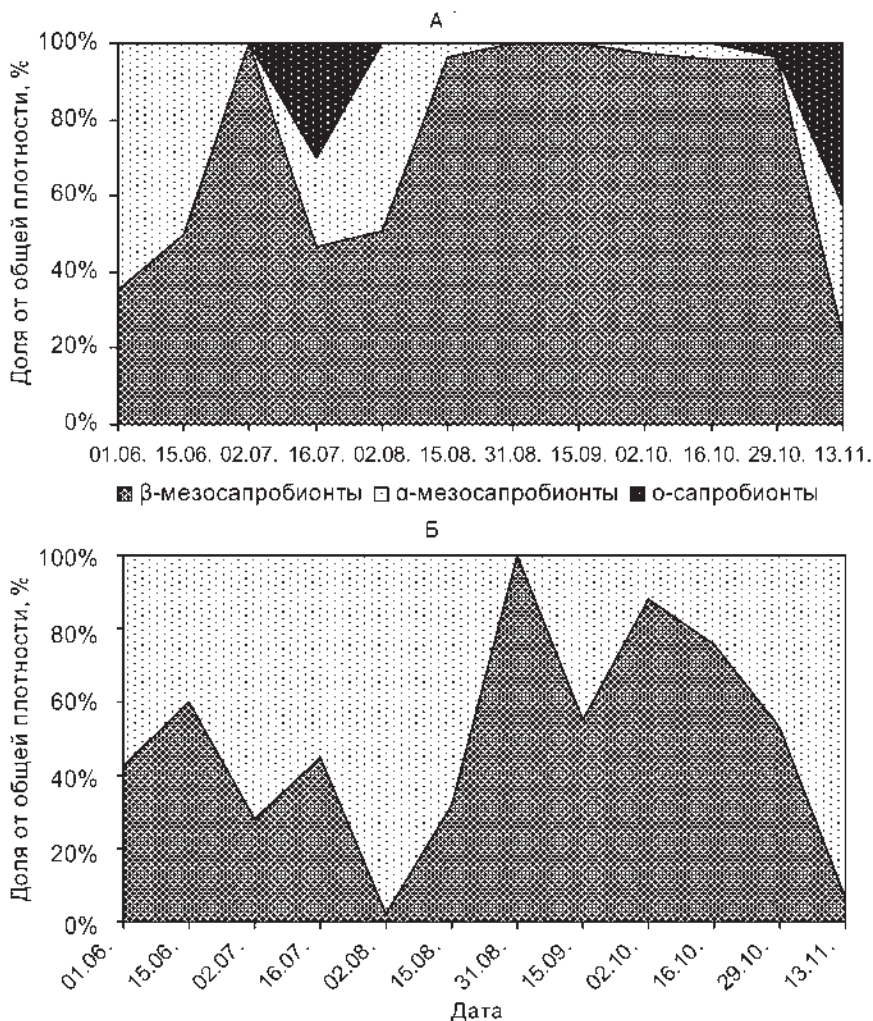 А
Доля от общей плотности, %
100%
80%
60%
40%
20%
0%
01.06. 15.06. 02.07. 16.07. 02.08. 15.08. 31.08. 15.09. 02.10. 16.10. 29.10. 13.11.
β-мезосапробионты α-мезосапробионты о-сапробионты
Б
Доля от общей плотности, %
100%
80%
60%
40%
20%
0%
01.06. 15.06. 02.07. 16.07. 02.08. 15.08. 31.08. 15.09. 02.10. 16.10. 29.10. 13.11.
Дата